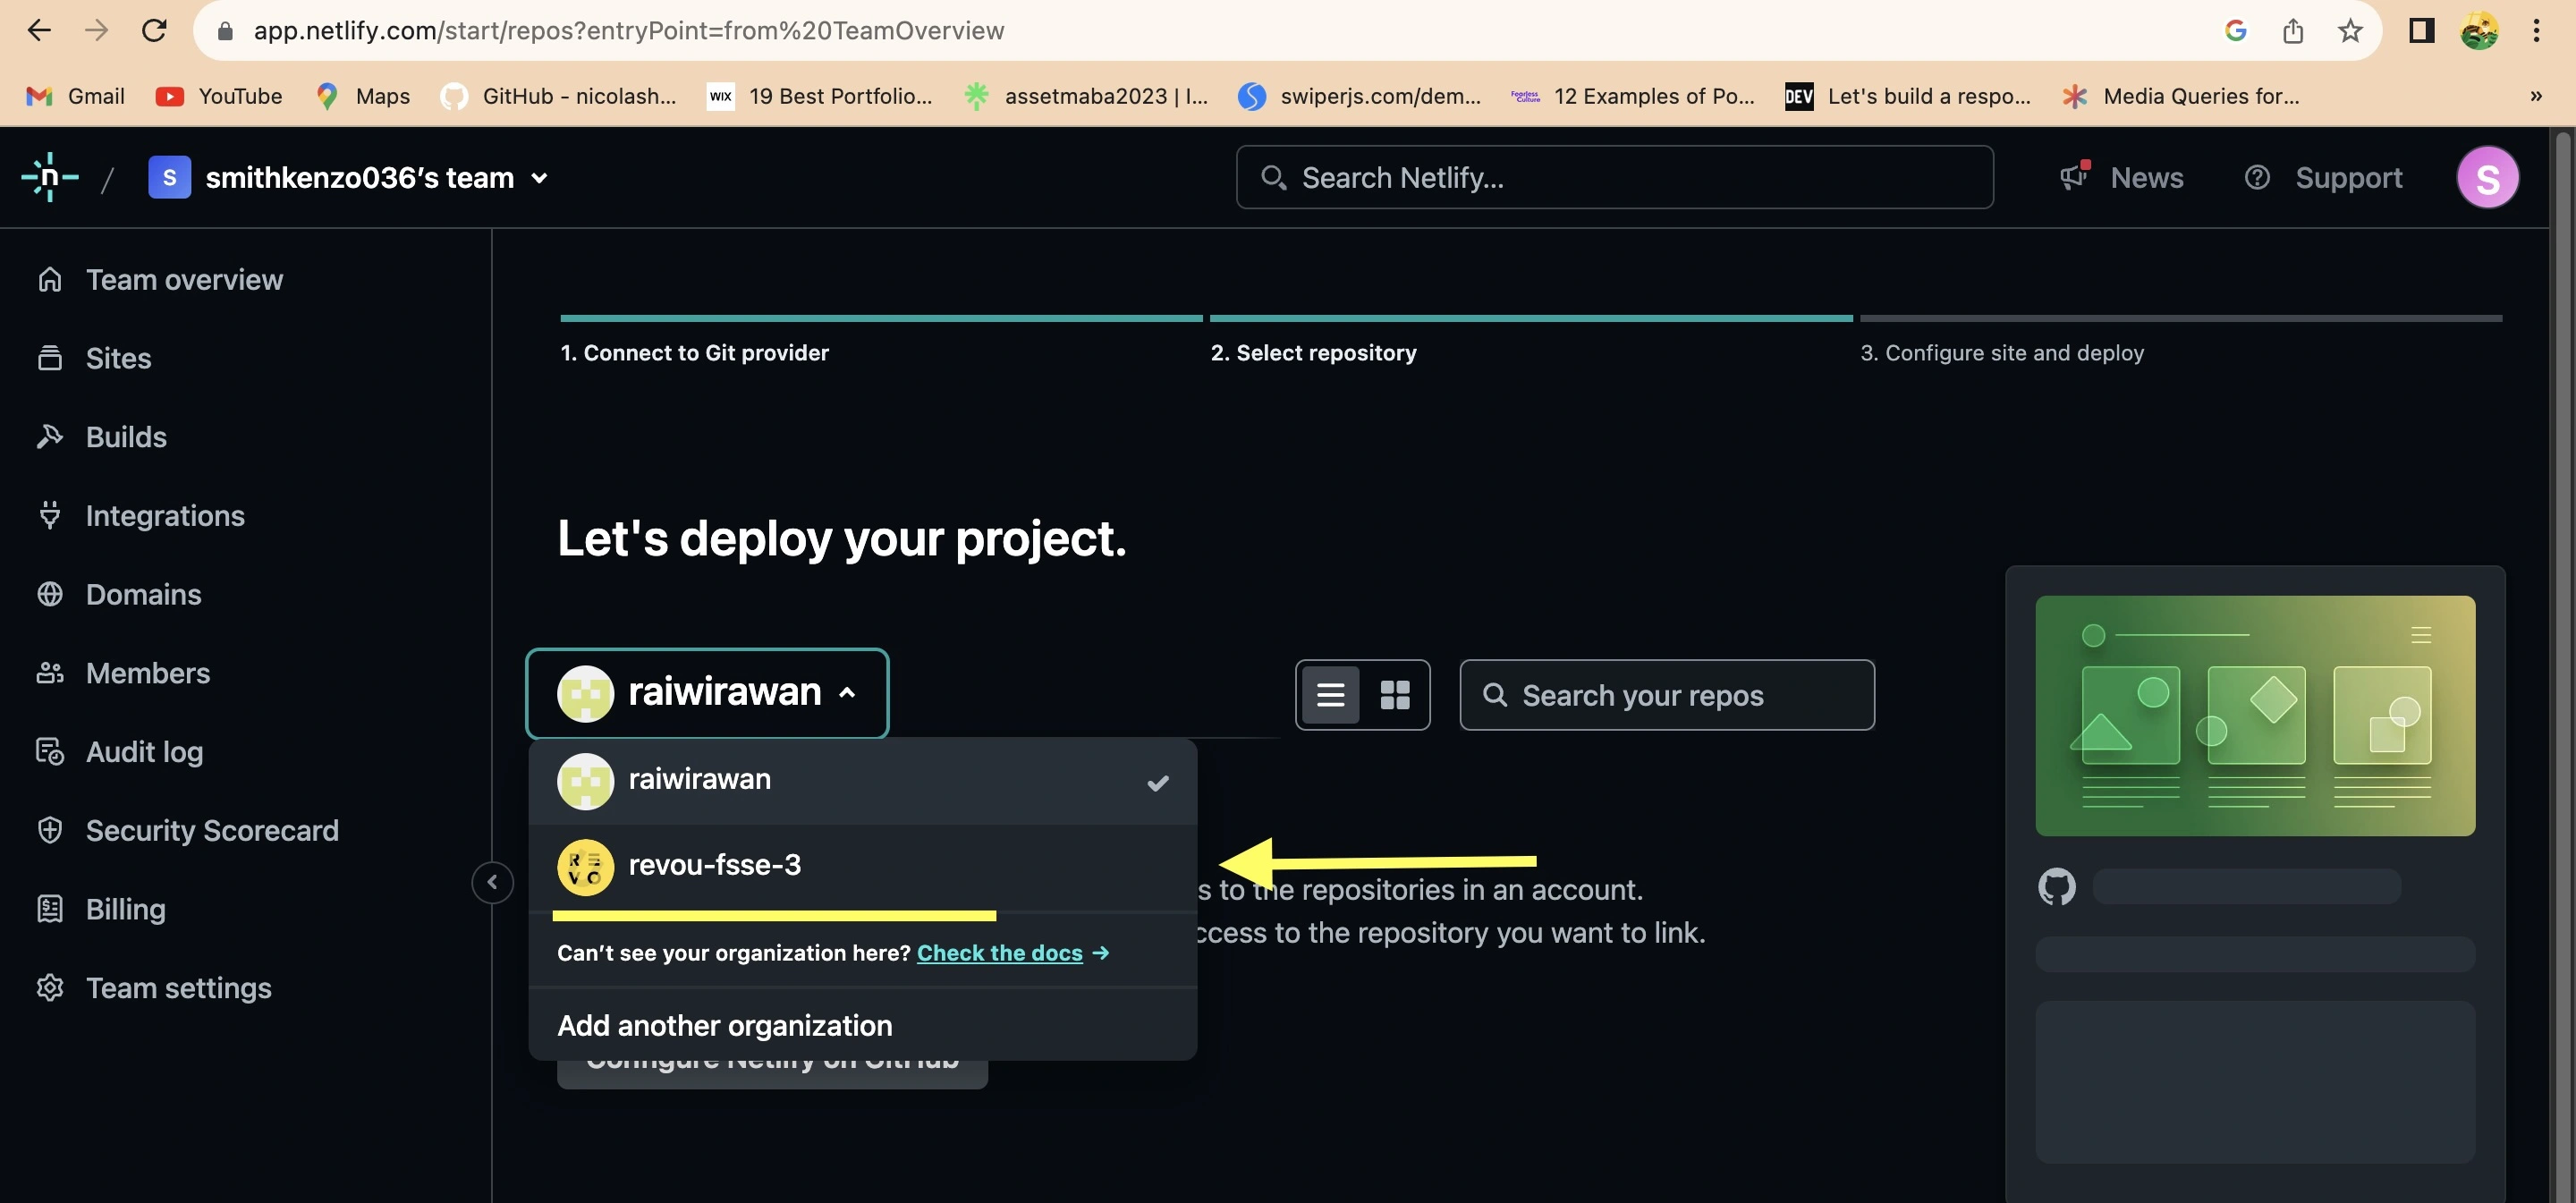 app.netlify.com/start/repos?entryPoint=from%20TeamOverview
Gmail
YouTube
Maps
GitHub - nicolash...
WIX
19 Best Portfolio...
assetmaba2023 | l...
swiperjs.com/dem...
Fearless Culture
12 Examples of Po...
DEV
Let's build a respo...
Media Queries for...
»
n
/
S
smithkenzo036’s team
Search Netlify...
News
Support
S
Team overview
Sites
Builds
Integrations
Domains
Members
Audit log
Security Scorecard
Billing
Team settings
1. Connect to Git provider
2. Select repository
3. Configure site and deploy
Let's deploy your project.
raiwirawan
Search your repos
raiwirawan
revou-fsse-3
s to the repositories in an account.
ccess to the repository you want to link.
Can’t see your organization here? Check the docs →
Add another organization
Configure Netlify on GitHub